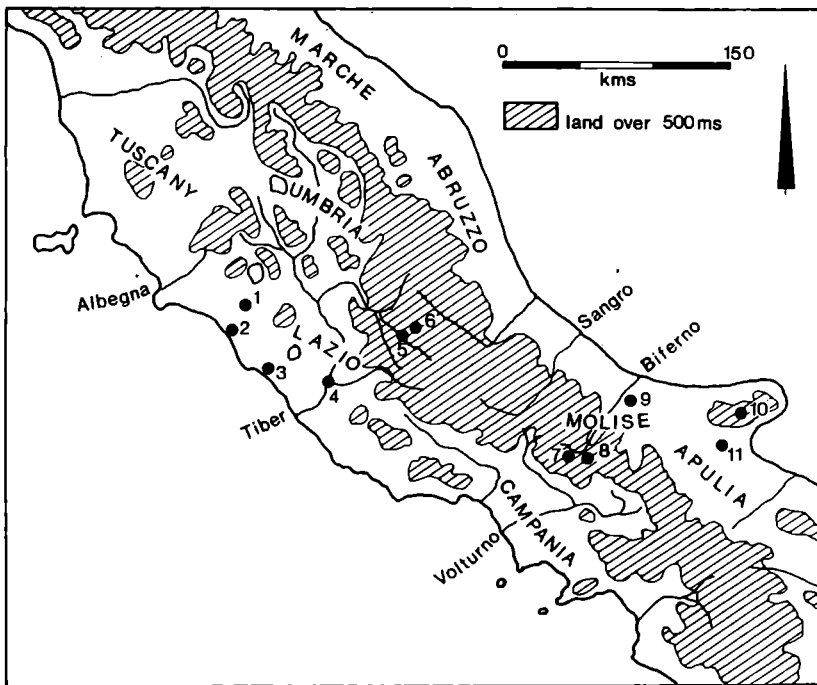 0 150
kms
land over 500ms
MARCHE
TUSCANY
UMBRIA
ABRUZZO
Albegna
1
2
3
LAZIO
4
Tiber
5
6
Sangro
Biferno
9
MOLISE
10
7
8
11
APULIA
CAMPANIA
Volturno